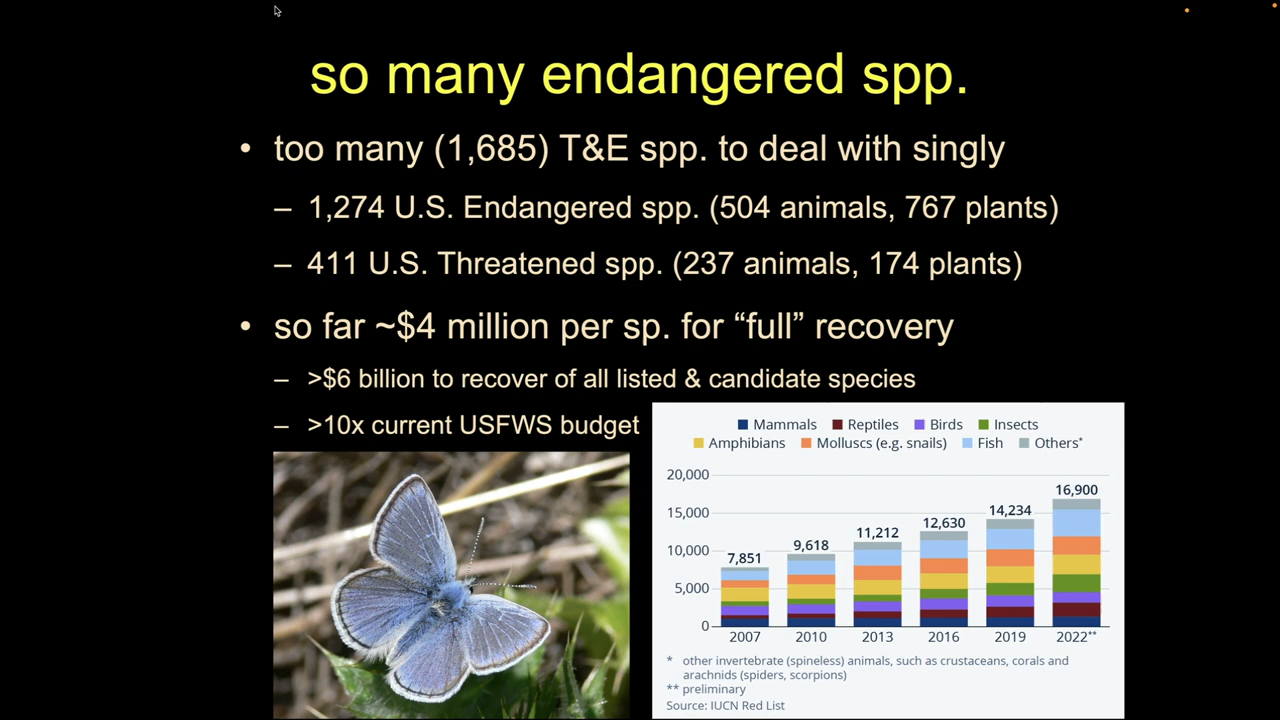 so many endangered spp.
• too many (1,685) T&E spp. to deal with singly
– 1,274 U.S. Endangered spp. (504 animals, 767 plants)
– 411 U.S. Threatened spp. (237 animals, 174 plants)
• so far ~$4 million per sp. for “full” recovery
– >$6 billion to recover of all listed & candidate species
– >10x current USFWS budget
Mammals Reptiles Birds Insects
Amphibians Molluscs (e.g. snails) Fish Others*
20,000
15,000
10,000
5,000
0
7,851
9,618
11,212
12,630
14,234
16,900
2007 2010 2013 2016 2019 2022**
* other invertebrate (spineless) animals, such as crustaceans, corals and
arachnids (spiders, scorpions)
** preliminary
Source: IUCN Red List